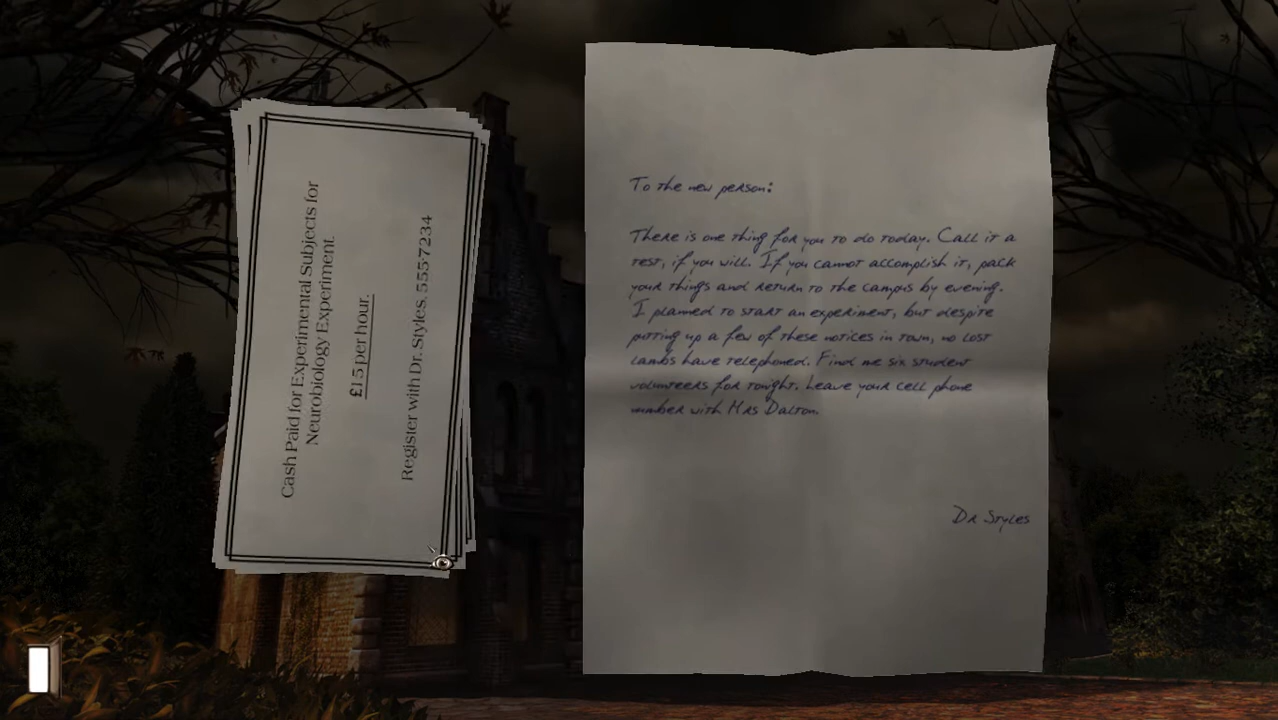 Cash Paid for Experimental Subjects for
Neurobiology Experiment.
£15 per hour.
Register with Dr. Styles. 555-7234
To the new person:
There is one thing for you to do today. Call it a
test, if you will. If you cannot accomplish it, pack
your things and return to the campus by evening.
I planned to start an experiment, but despite
putting up a few of these notices in town, no lost
lambs have telephoned. Find me six student
volunteers for tonight. Leave your cell phone
number with Mrs Dalton.
Dr Styles